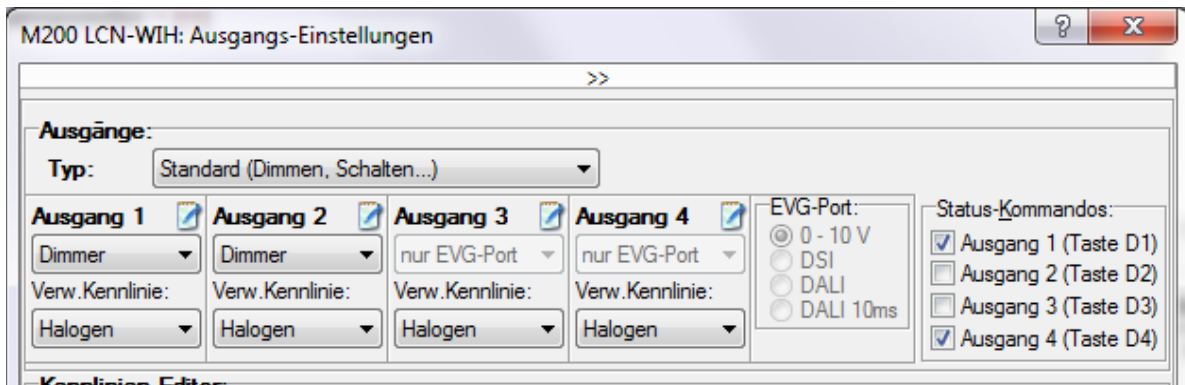 M200 LCN-WIH: Ausgangs-Einstellungen
>>
Ausgänge:
Typ: Standard (Dimmen, Schalten...)
Ausgang 1 Ausgang 2 Ausgang 3 Ausgang 4 EVG-Port: Status-Kommandos:
Dimmer Dimmer nur EVG-Port nur EVG-Port
Verw.Kennlinie: Verw.Kennlinie: Verw.Kennlinie: Verw.Kennlinie:
Halogen Halogen Halogen Halogen
0 - 10 V
DSI
DALI
DALI 10ms
Ausgang 1 (Taste D1)
Ausgang 2 (Taste D2)
Ausgang 3 (Taste D3)
Ausgang 4 (Taste D4)
Kennlinien-Editor: